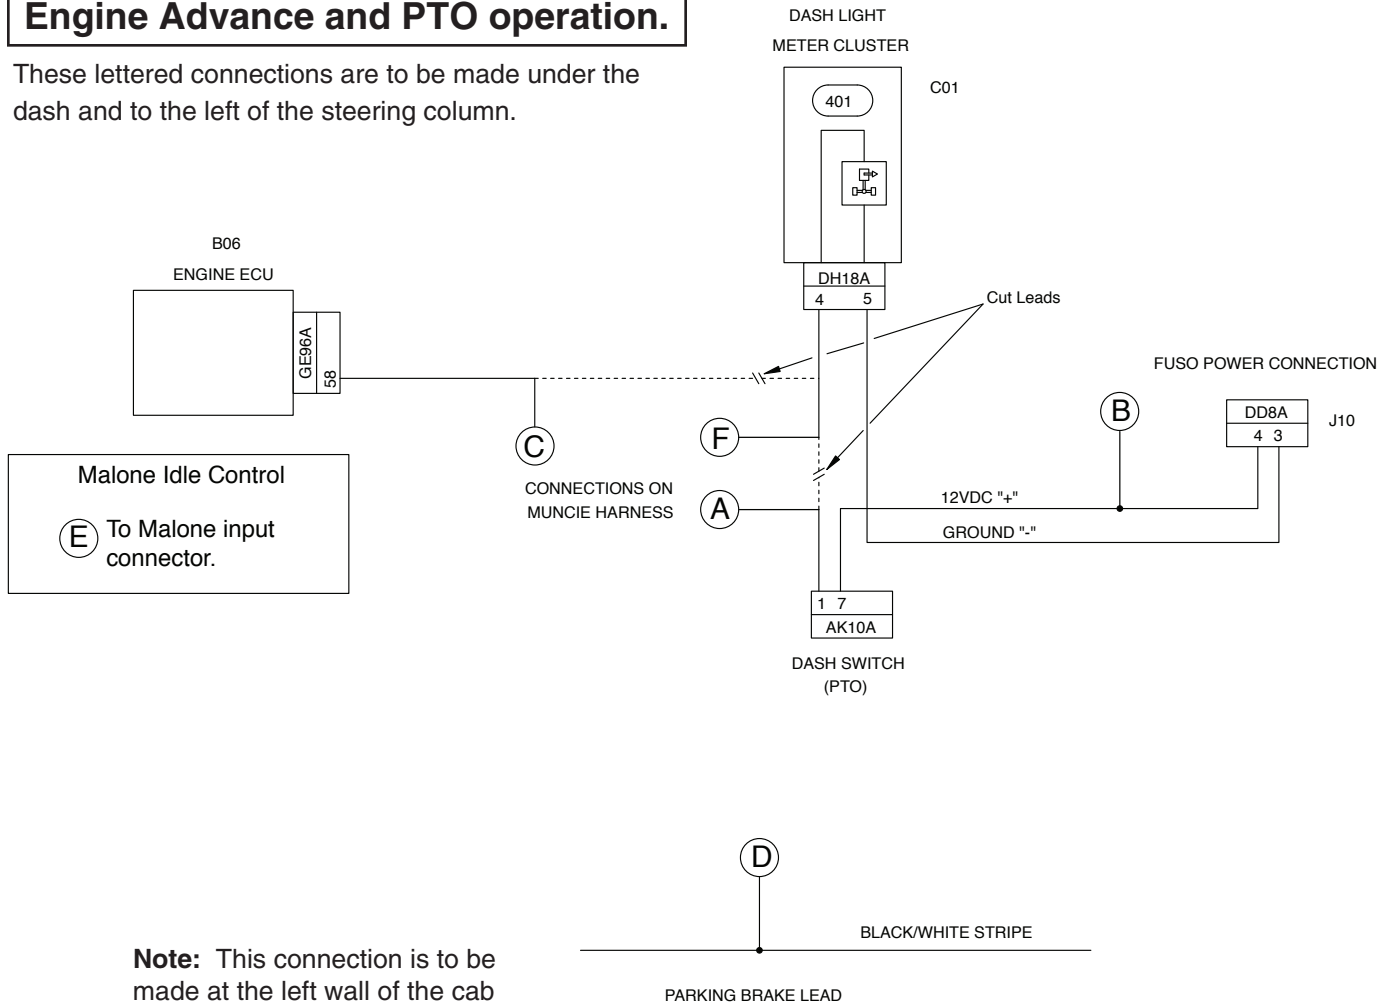 Engine Advance and PTO operation.
These lettered connections are to be made under the
dash and to the left of the steering column.
DASH LIGHT
METER CLUSTER
C01
401
B06
ENGINE ECU
GE96A
58
DH18A
4 5
Cut Leads
FUSO POWER CONNECTION
B
DD8A
4 3
J10
C
F
A
CONNECTIONS ON
MUNCIE HARNESS
12VDC "+"
GROUND "-"
Malone Idle Control
E
To Malone input
connector.
1 7
AK10A
DASH SWITCH
(PTO)
D
BLACK/WHITE STRIPE
PARKING BRAKE LEAD
Note: This connection is to be
made at the left wall of the cab